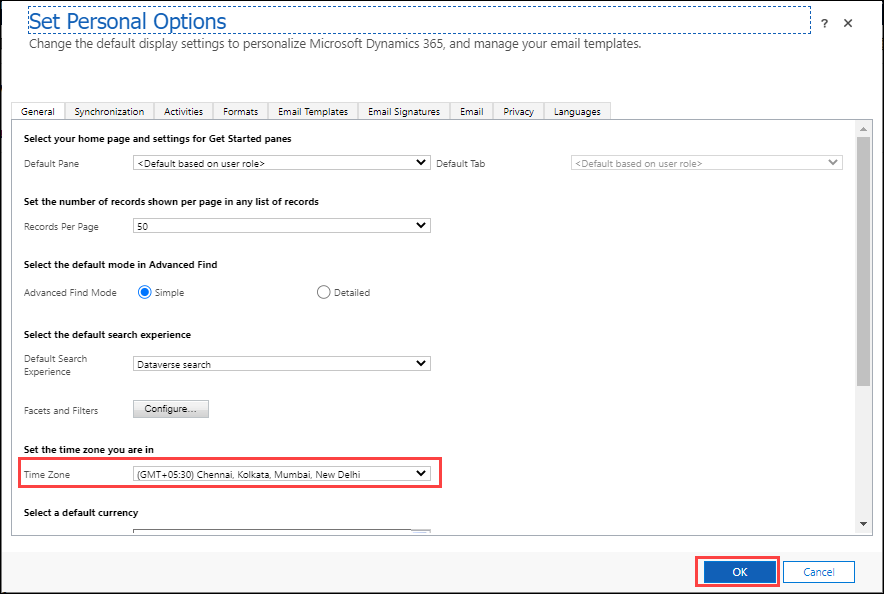 Set Personal Options
? ×
Change the default display settings to personalize Microsoft Dynamics 365, and manage your email templates.
General Synchronization Activities Formats Email Templates Email Signatures Email Privacy Languages
Select your home page and settings for Get Started panes
Default Pane <Default based on user role> Default Tab <Default based on user role>
Set the number of records shown per page in any list of records
Records Per Page 50
Select the default mode in Advanced Find
Advanced Find Mode Simple Detailed
Select the default search experience
Default Search
Experience
Dataverse search
Facets and Filters Configure...
Set the time zone you are in
Time Zone (GMT+05:30) Chennai, Kolkata, Mumbai, New Delhi
Select a default currency
OK Cancel